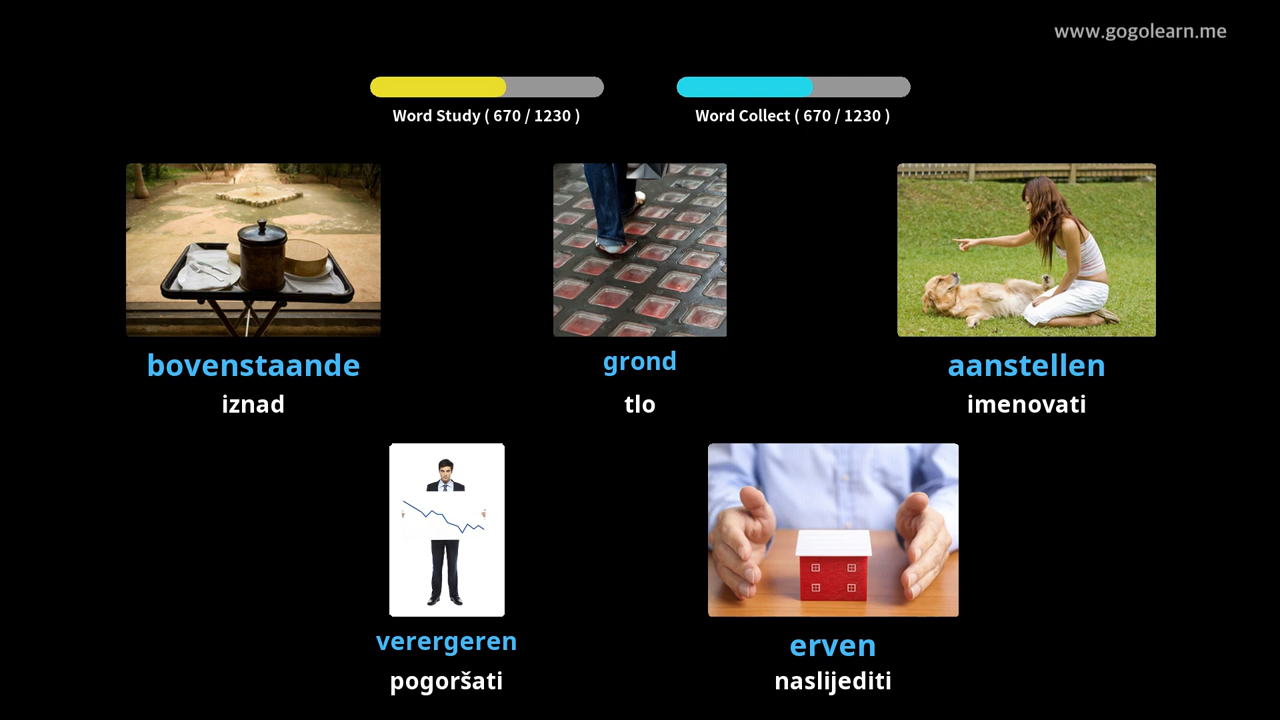 www.gogolearn.me
Word Study ( 670 / 1230 )
Word Collect ( 670 / 1230 )
bovenstaande
iznad
grond
tlo
aanstellen
imenovati
verergeren
pogoršati
erven
naslijediti